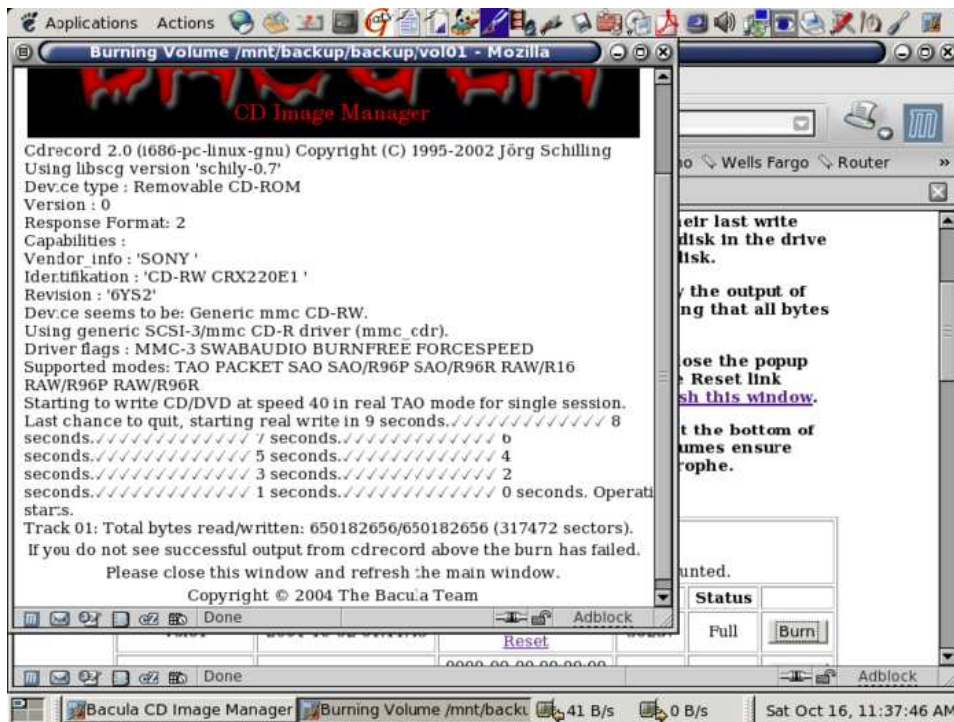 Applications Actions
Burning Volume /mnt/backup/backup/vol01 - Mozilla
BACULA
CD Image Manager
Cdrecord 2.0 (i686-pc-linux-gnu) Copyright (C) 1995-2002 Jörg Schilling
Using libscg version 'schily-0.7'
Device type : Removable CD-ROM
Version : 0
Response Format: 2
Capabilities :
Vendor_info : 'SONY '
Identifikation : 'CD-RW CRX220E1 '
Revision : '6YS2'
Device seems to be: Generic mmc CD-RW.
Using generic SCSI-3/mmc CD-R driver (mmc_cdr).
Driver flags : MMC-3 SWABAUDIO BURNFREE FORCESPEED
Supported modes: TAO PACKET SAO SAO/R96P SAO/R96R RAW/R16
RAW/R96P RAW/R96R
Starting to write CD/DVD at speed 40 in real TAO mode for single session.
Last chance to quit, starting real write in 9 seconds.✓✓✓✓✓✓✓✓✓✓✓✓✓ 8
seconds.✓✓✓✓✓✓✓✓✓✓✓✓✓ 7 seconds.✓✓✓✓✓✓✓✓✓✓✓✓✓ 6
seconds.✓✓✓✓✓✓✓✓✓✓✓✓✓ 5 seconds.✓✓✓✓✓✓✓✓✓✓✓✓✓ 4
seconds.✓✓✓✓✓✓✓✓✓✓✓✓✓ 3 seconds.✓✓✓✓✓✓✓✓✓✓✓✓✓ 2
seconds.✓✓✓✓✓✓✓✓✓✓✓✓✓ 1 seconds.✓✓✓✓✓✓✓✓✓✓✓✓✓ 0 seconds. Operati
starts.
Track 01: Total bytes read/written: 650182656/650182656 (317472 sectors).
If you do not see successful output from cdrecord above the burn has failed.
Please close this window and refresh the main window.
Copyright © 2004 The Bacula Team
Done Adblock
Wells Fargo Router »
eir last write
disk in the drive
disk.
the output of
ng that all bytes
ose the popup
Reset link
sh this window.
t the bottom of
umes ensure
rophe.
unted.
Status
Reset Full Burn
Done Adblock
Bacula CD Image Manager Burning Volume /mnt/backu 41 B/s 0 B/s Sat Oct 16, 11:37:46 AM